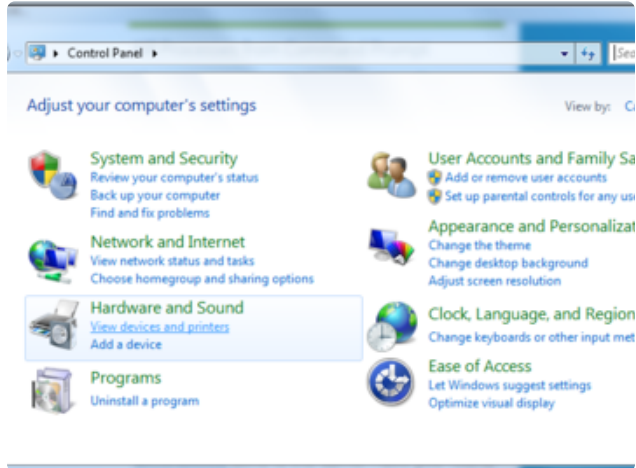 Control Panel
Adjust your computer's settings
View by:
System and Security
Review your computer's status
Back up your computer
Find and fix problems
Network and Internet
View network status and tasks
Choose homegroup and sharing options
Hardware and Sound
View devices and printers
Add a device
Programs
Uninstall a program
User Accounts and Family Sa
Add or remove user accounts
Set up parental controls for any use
Appearance and Personalizat
Change the theme
Change desktop background
Adjust screen resolution
Clock, Language, and Region
Change keyboards or other input met
Ease of Access
Let Windows suggest settings
Optimize visual display